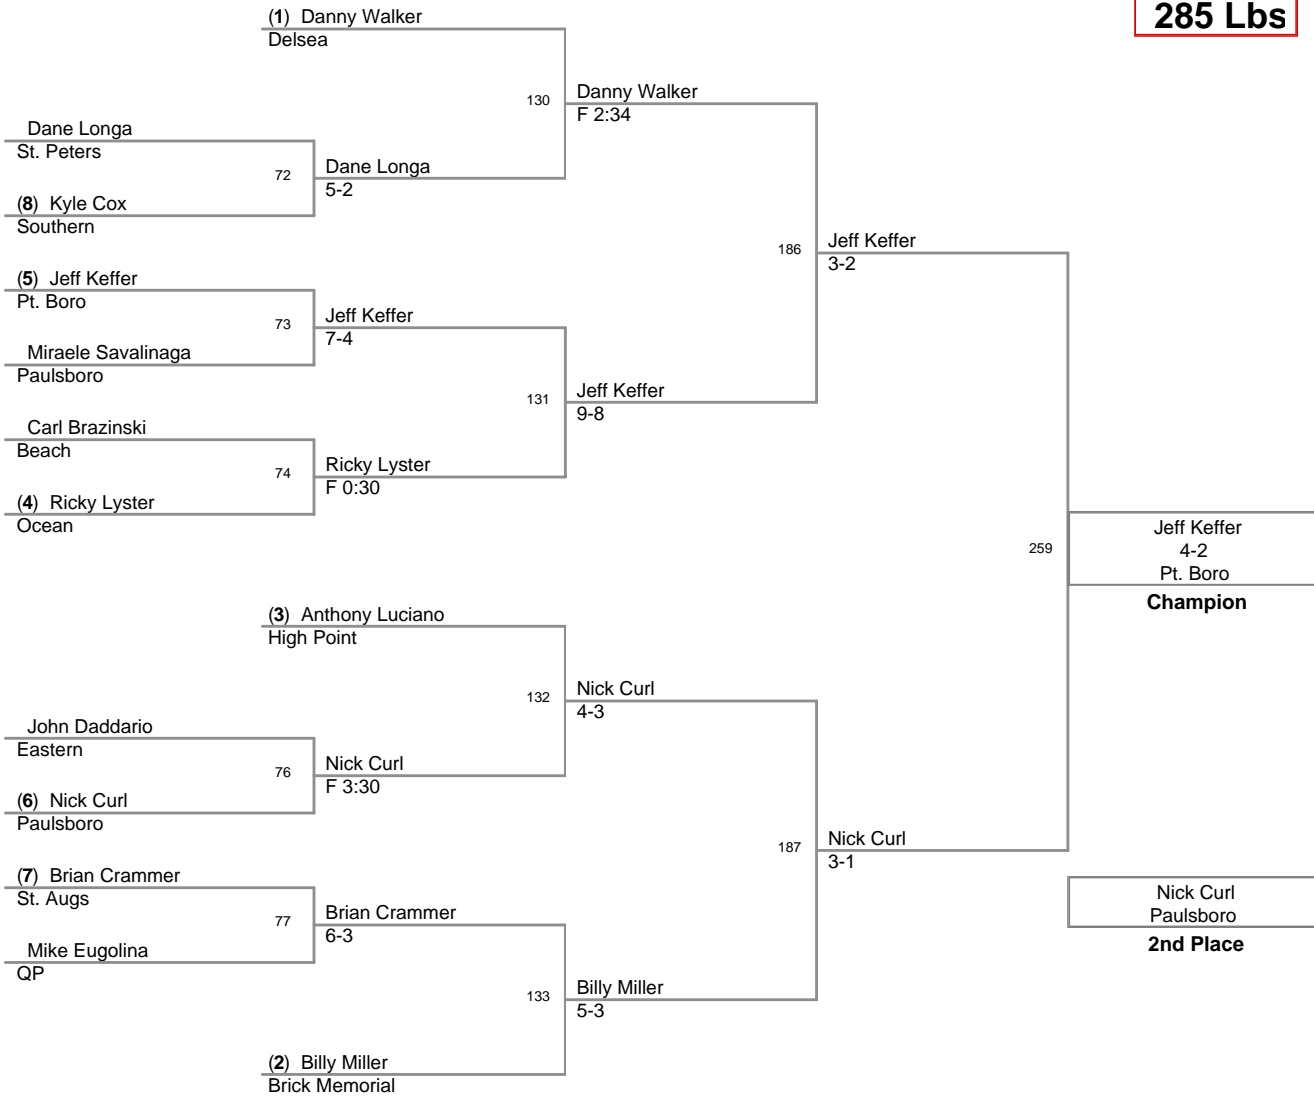 285 Lbs
(1) Danny Walker
Delsea
130
Danny Walker
F 2:34
Dane Longa
St. Peters
72
Dane Longa
5-2
(8) Kyle Cox
Southern
186
Jeff Keffer
3-2
(5) Jeff Keffer
Pt. Boro
73
Jeff Keffer
7-4
Miraele Savalinaga
Paulsboro
131
Jeff Keffer
9-8
Carl Brazinski
Beach
74
Ricky Lyster
F 0:30
(4) Ricky Lyster
Ocean
259
Jeff Keffer
4-2
Pt. Boro
Champion
(3) Anthony Luciano
High Point
132
Nick Curl
4-3
John Daddario
Eastern
76
Nick Curl
F 3:30
(6) Nick Curl
Paulsboro
187
Nick Curl
3-1
(7) Brian Crammer
St. Augs
77
Brian Crammer
6-3
Mike Eugolina
QP
133
Billy Miller
5-3
(2) Billy Miller
Brick Memorial
Nick Curl
Paulsboro
2nd Place